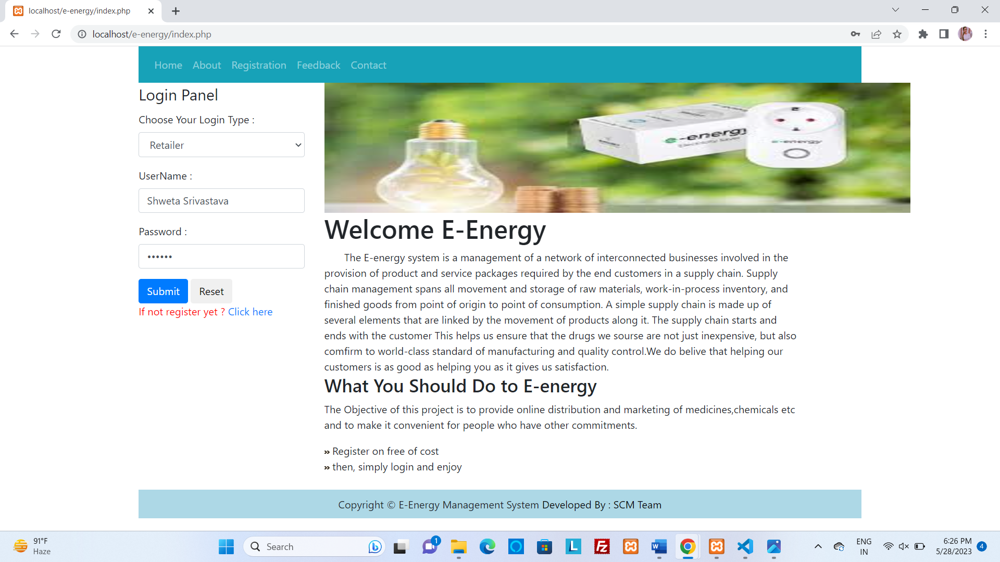 localhost/e-energy/index.php
localhost/e-energy/index.php
Home About Registration Feedback Contact
Login Panel
Choose Your Login Type :
Retailer
UserName :
Shweta Srivastava
Password :
••••••
Submit Reset
If not register yet ? Click here
e-energy
Electricity Saver
e-energy
Welcome E-Energy
The E-energy system is a management of a network of interconnected businesses involved in the
provision of product and service packages required by the end customers in a supply chain. Supply
chain management spans all movement and storage of raw materials, work-in-process inventory, and
finished goods from point of origin to point of consumption. A simple supply chain is made up of
several elements that are linked by the movement of products along it. The supply chain starts and
ends with the customer This helps us ensure that the drugs we sourse are not just inexpensive, but also
comfirm to world-class standard of manufacturing and quality control.We do belive that helping our
customers is as good as helping you as it gives us satisfaction.
What You Should Do to E-energy
The Objective of this project is to provide online distribution and marketing of medicines,chemicals etc
and to make it convenient for people who have other commitments.
» Register on free of cost
» then, simply login and enjoy
Copyright © E-Energy Management System Developed By : SCM Team
91°F
Haze
Search
1
L
Fz
W
ENG
IN
6:26 PM
5/28/2023
4